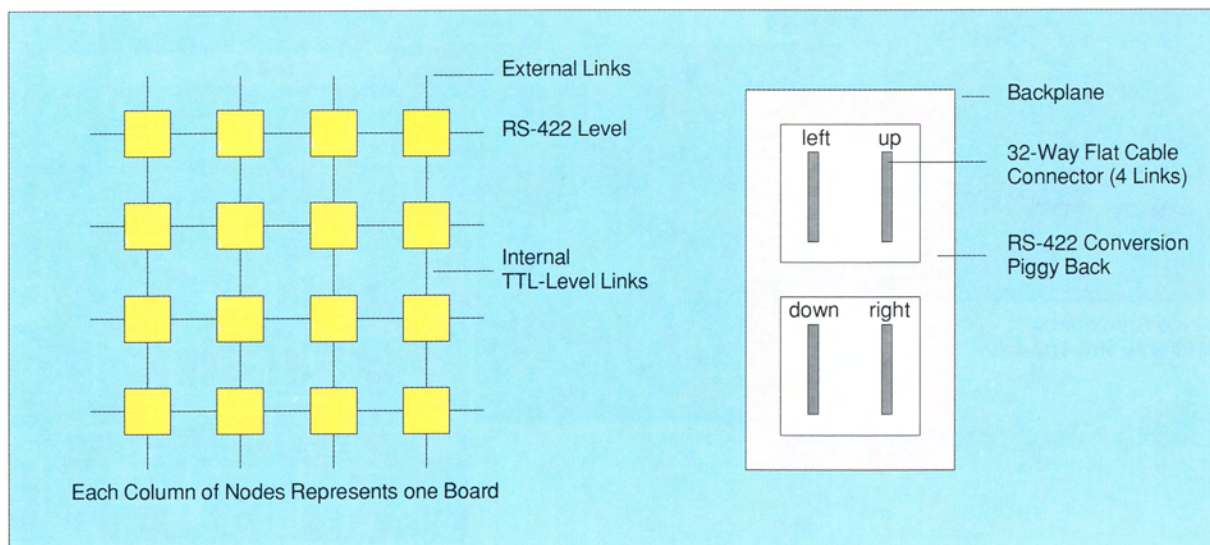 External Links
RS-422 Level
Internal
TTL-Level Links
Each Column of Nodes Represents one Board
Backplane
left up
32-Way Flat Cable
Connector (4 Links)
RS-422 Conversion
Piggy Back
down right